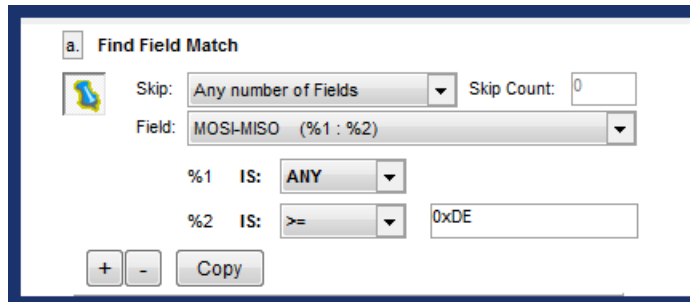 a. Find Field Match
Skip: Any number of Fields Skip Count: 0
Field: MOSI-MISO (%1 : %2)
%1 IS: ANY
%2 IS: >= 0xDE
+ - Copy